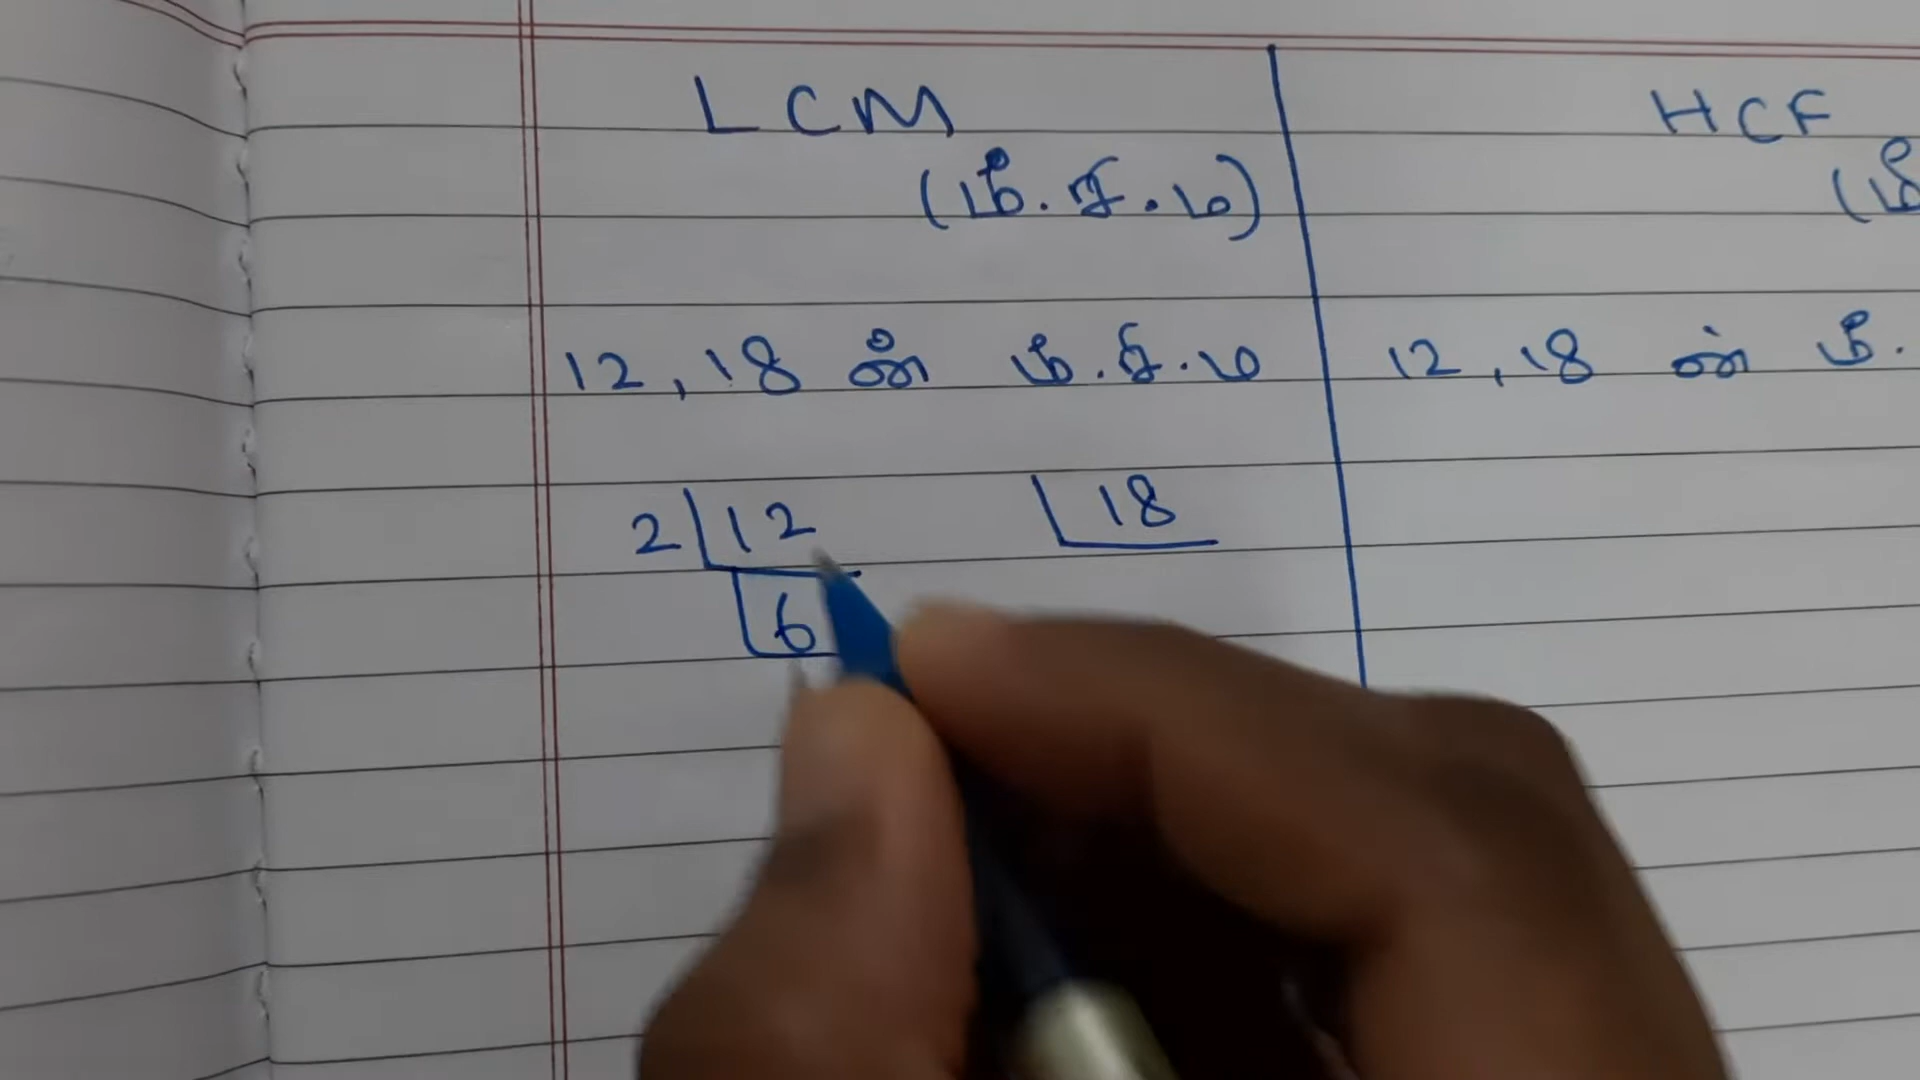 LCM
(மீ.சி.ம)
12, 18 ன் மீ.சி.ம
2 12 18
6
HCF
(மீ
12, 18 ன் மீ.